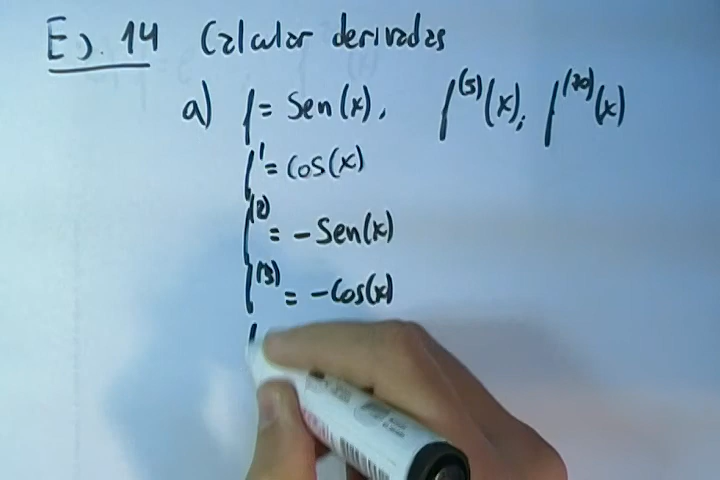 Ej. 14 Calcular derivadas
a) f = Sen(x), f⁽⁵⁾(x); f⁽²⁰⁾(x)
f' = Cos(x)
f⁽²⁾ = -Sen(x)
f⁽³⁾ = -Cos(x)